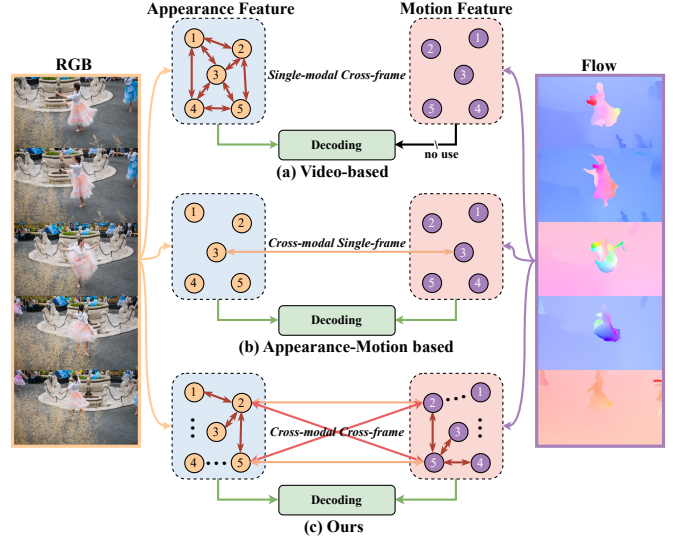 Appearance Feature
Motion Feature
RGB
Flow
1
2
3
4
5
Single-modal Cross-frame
1
2
3
5
4
Decoding
no use
(a) Video-based
1
2
3
4
5
Cross-modal Single-frame
1
2
3
5
4
Decoding
(b) Appearance-Motion based
1
2
3
4
5
Cross-modal Cross-frame
2
1
3
5
4
Decoding
(c) Ours